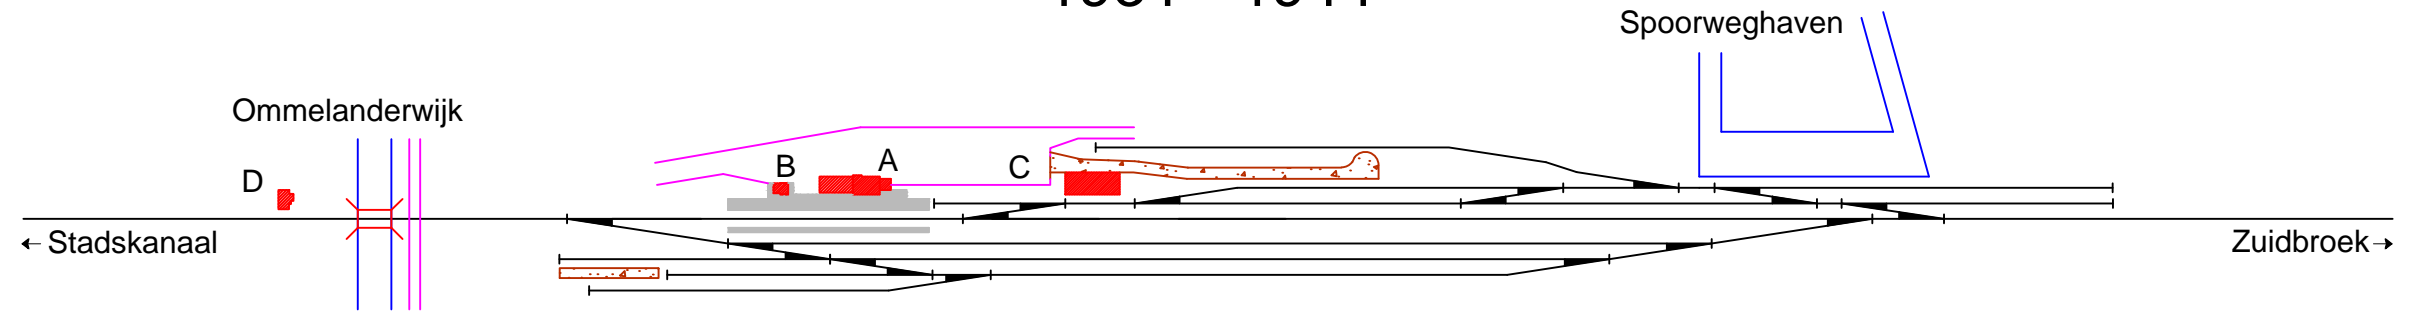 Spoorweghaven
Ommelanderwijk
D
B
A
C
← Stadskanaal
Zuidbroek →